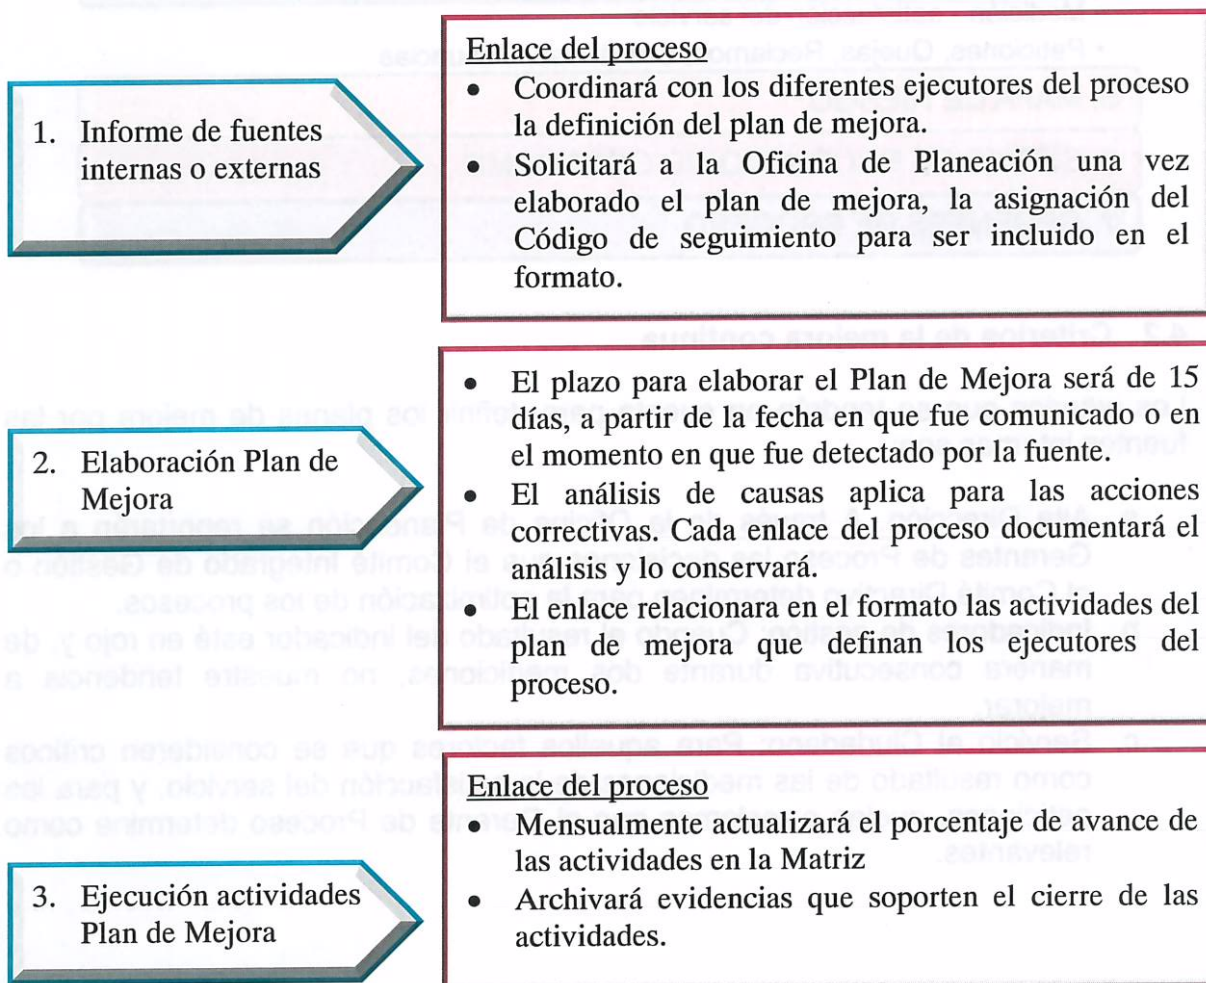 1. Informe de fuentes
internas o externas
Enlace del proceso
• Coordinará con los diferentes ejecutores del proceso
la definición del plan de mejora.
• Solicitará a la Oficina de Planeación una vez
elaborado el plan de mejora, la asignación del
Código de seguimiento para ser incluido en el
formato.
2. Elaboración Plan de
Mejora
• El plazo para elaborar el Plan de Mejora será de 15
días, a partir de la fecha en que fue comunicado o en
el momento en que fue detectado por la fuente.
• El análisis de causas aplica para las acciones
correctivas. Cada enlace del proceso documentará el
análisis y lo conservará.
• El enlace relacionara en el formato las actividades del
plan de mejora que definan los ejecutores del
proceso.
3. Ejecución actividades
Plan de Mejora
Enlace del proceso
• Mensualmente actualizará el porcentaje de avance de
las actividades en la Matriz
• Archivará evidencias que soporten el cierre de las
actividades.